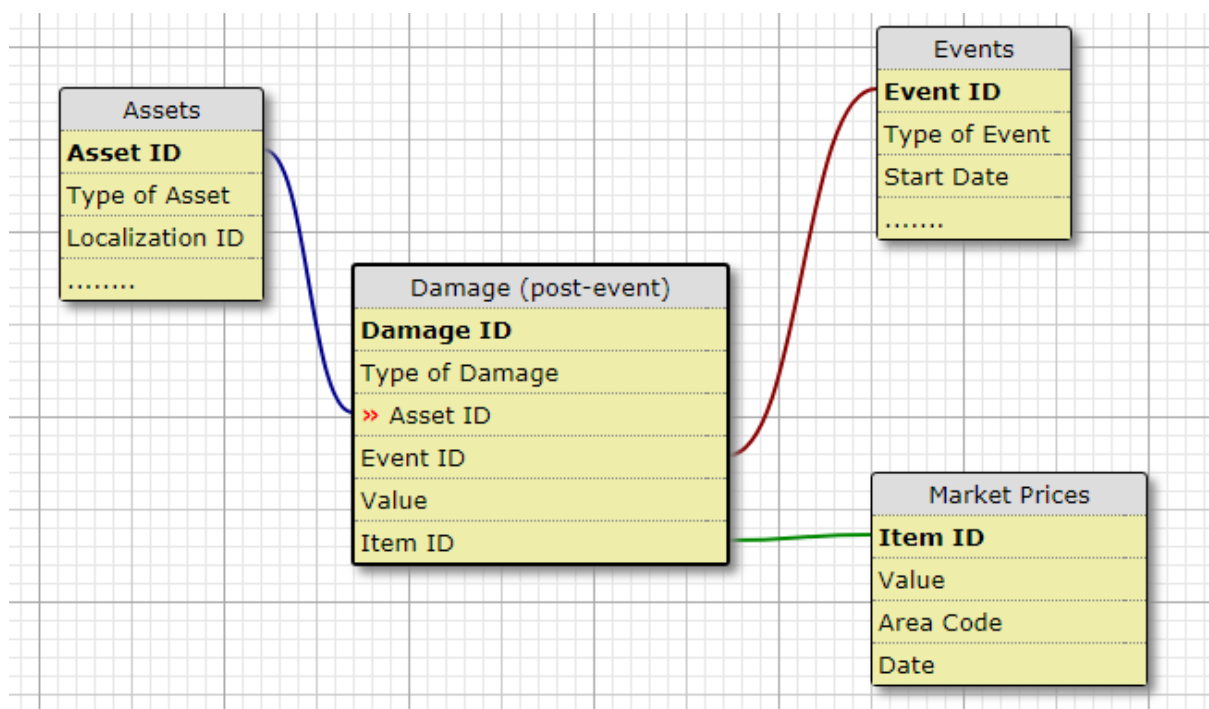 Assets
Asset ID
Type of Asset
Localization ID
........
Damage (post-event)
Damage ID
Type of Damage
» Asset ID
Event ID
Value
Item ID
Events
Event ID
Type of Event
Start Date
.......
Market Prices
Item ID
Value
Area Code
Date